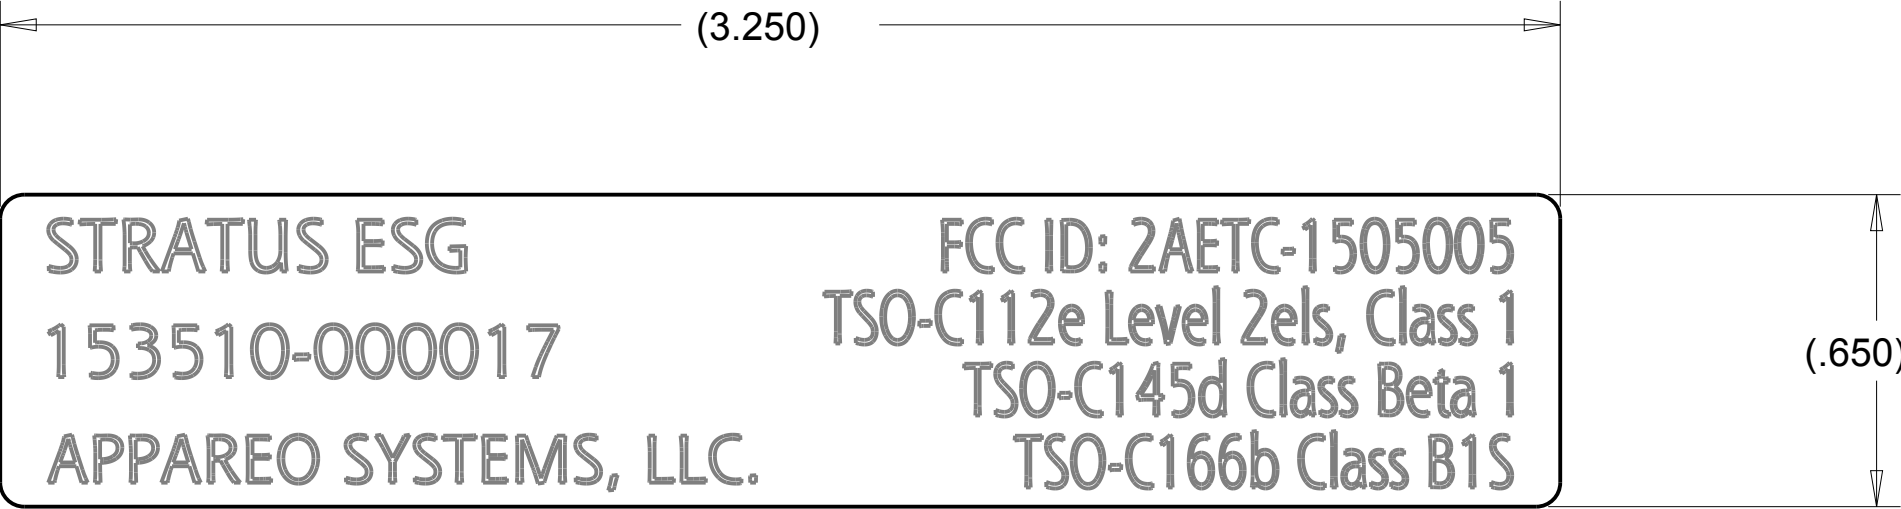 (3.250)
STRATUS ESG
153510-000017
APPAREO SYSTEMS, LLC.
FCC ID: 2AETC-1505005
TSO-C112e Level 2els, Class 1
TSO-C145d Class Beta 1
TSO-C166b Class B1S
(.650)